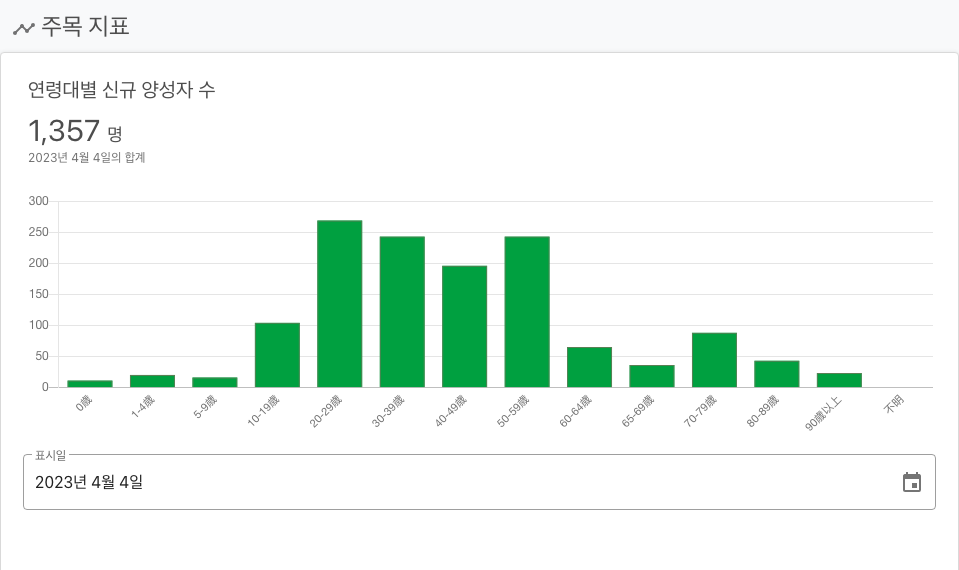 주목 지표
연령대별 신규 양성자 수
1,357 명
2023년 4월 4일의 합계
300
250
200
150
100
50
0
0歳
1-4歳
5-9歳
10-19歳
20-29歳
30-39歳
40-49歳
50-59歳
60-64歳
65-69歳
70-79歳
80-89歳
90歳以上
不明
표시일
2023년 4월 4일